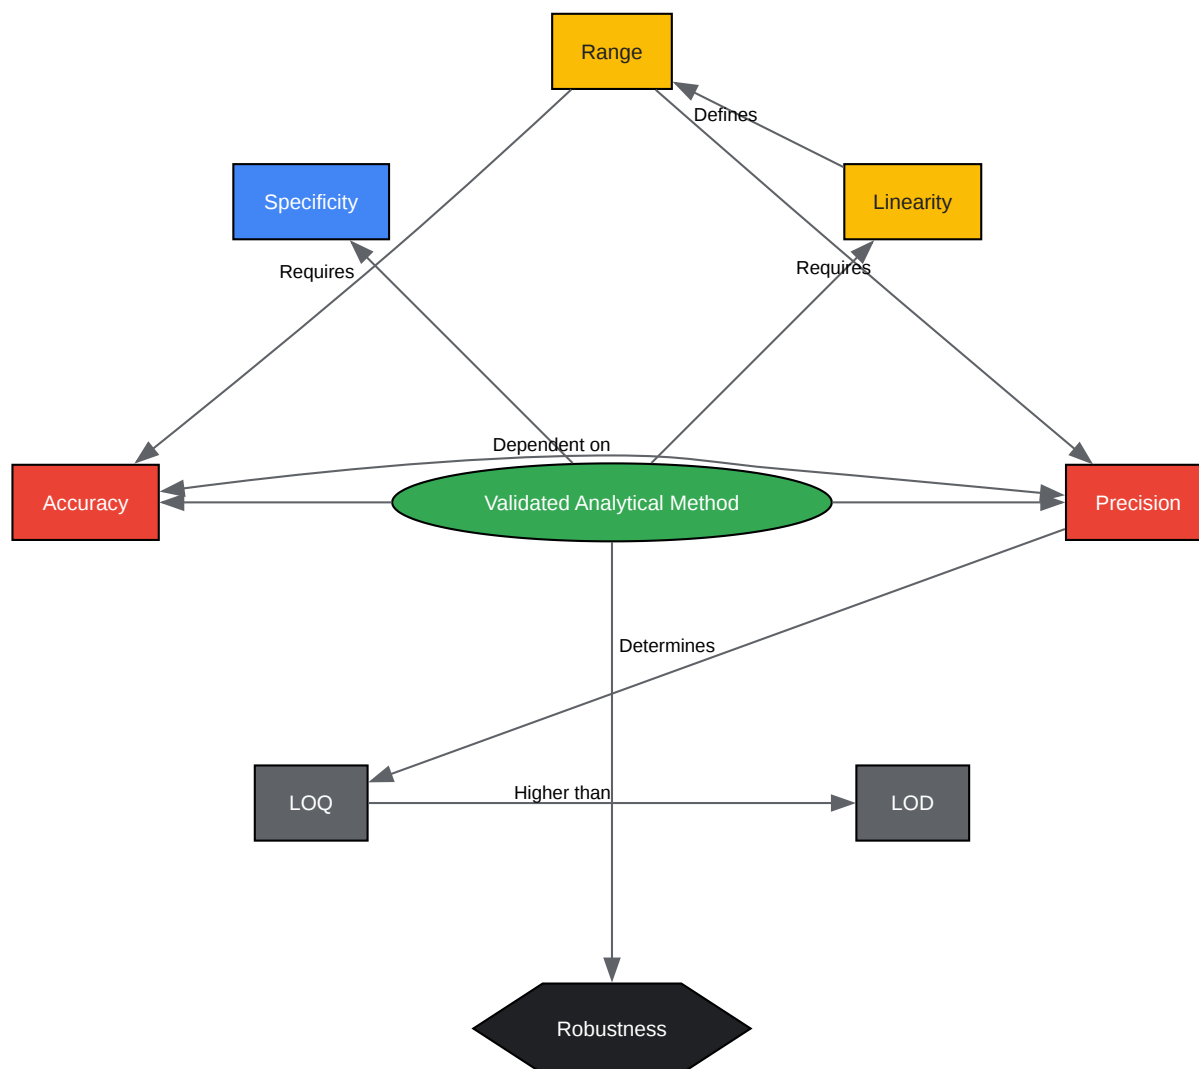 Range
Defines
Specificity
Linearity
Requires
Requires
Dependent on
Accuracy
Validated Analytical Method
Precision
Determines
Higher than
LOQ
LOD
Robustness